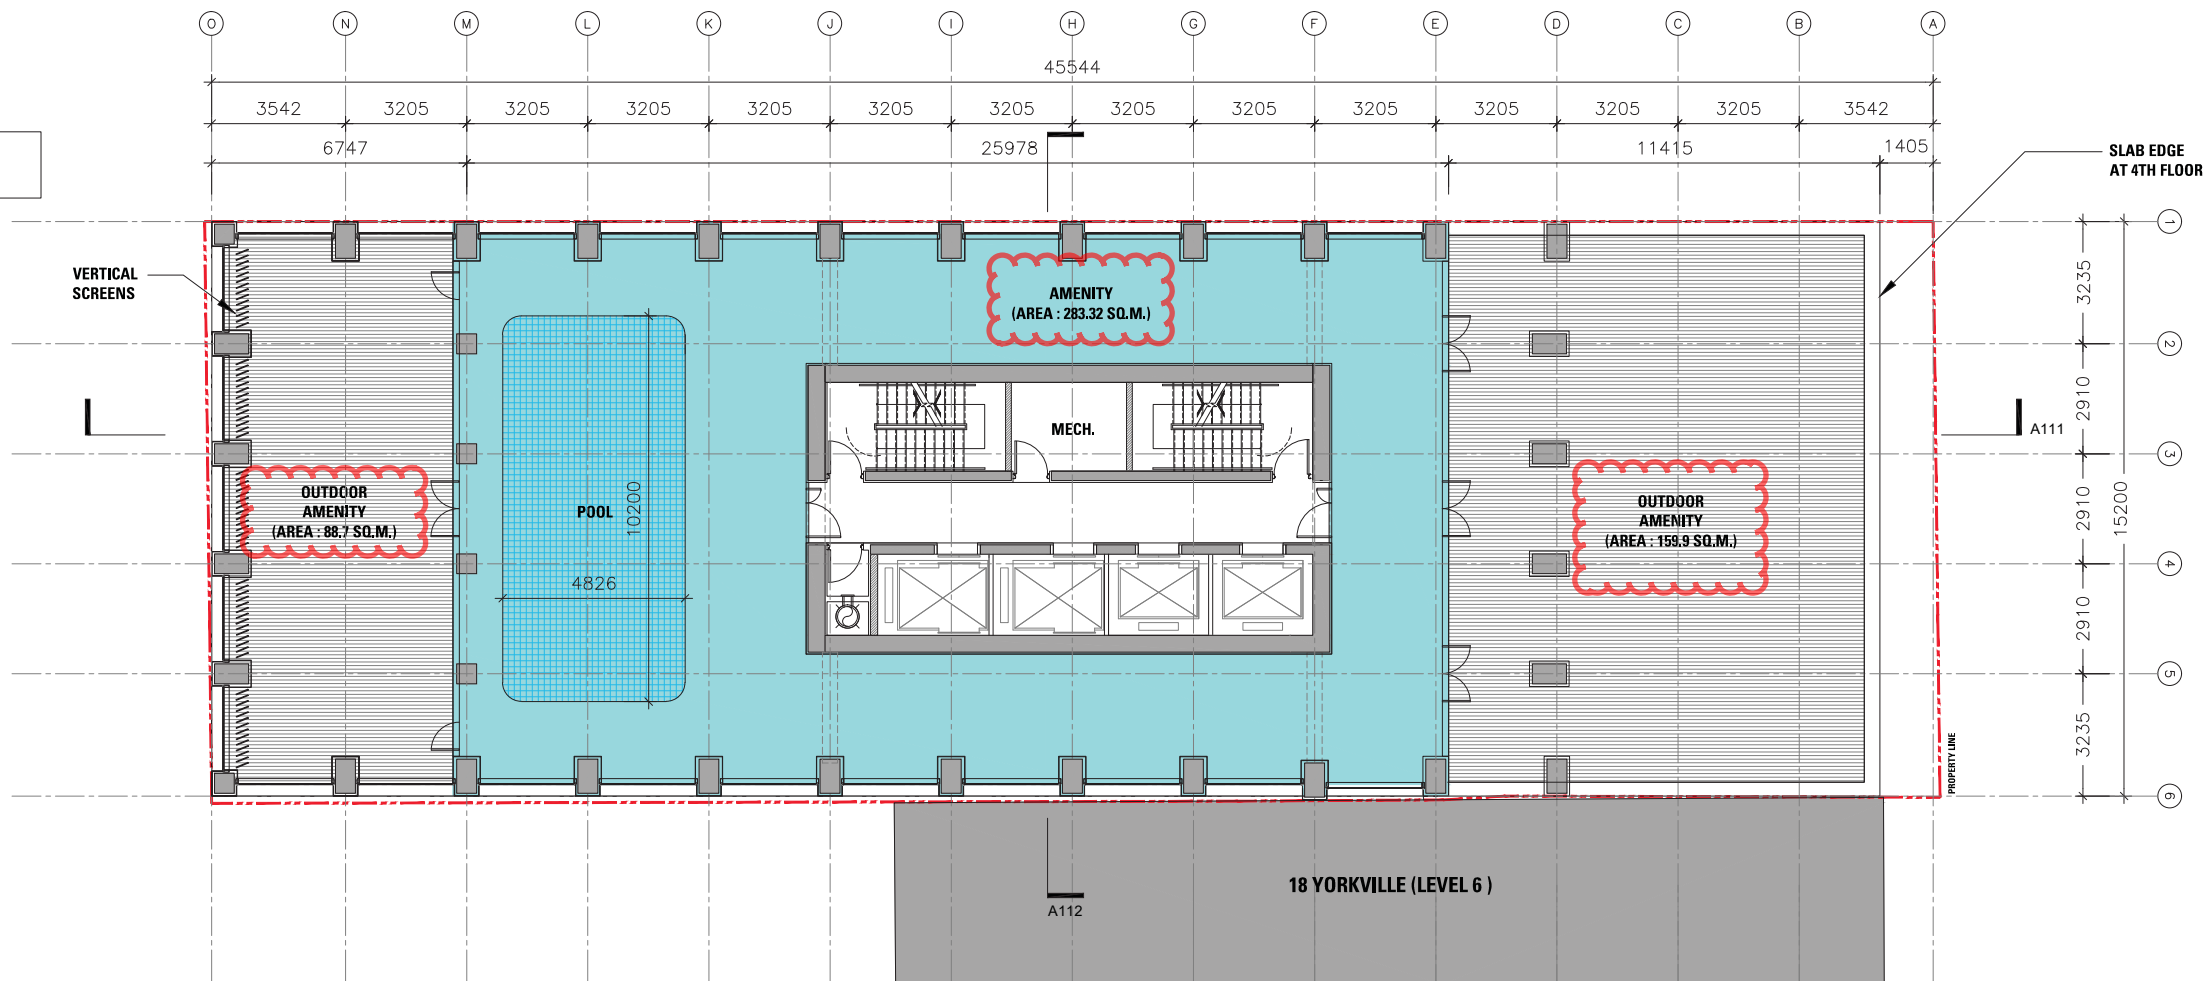 O N M L K J I H G F E D C B A
45544
3542 3205 3205 3205 3205 3205 3205 3205 3205 3205 3205 3205 3205 3542
6747 25978 11415 1405
SLAB EDGE
AT 4TH FLOOR
1
VERTICAL
SCREENS
3235
AMENITY
(AREA : 283.32 SQ.M.)
2
2910
MECH.
A111
3
OUTDOOR
AMENITY
(AREA : 88.7 SQ.M.)
POOL
10200
OUTDOOR
AMENITY
(AREA : 159.9 SQ.M.)
2910
15200
4
4826
2910
5
3235
PROPERTY LINE
6
18 YORKVILLE (LEVEL 6 )
A112